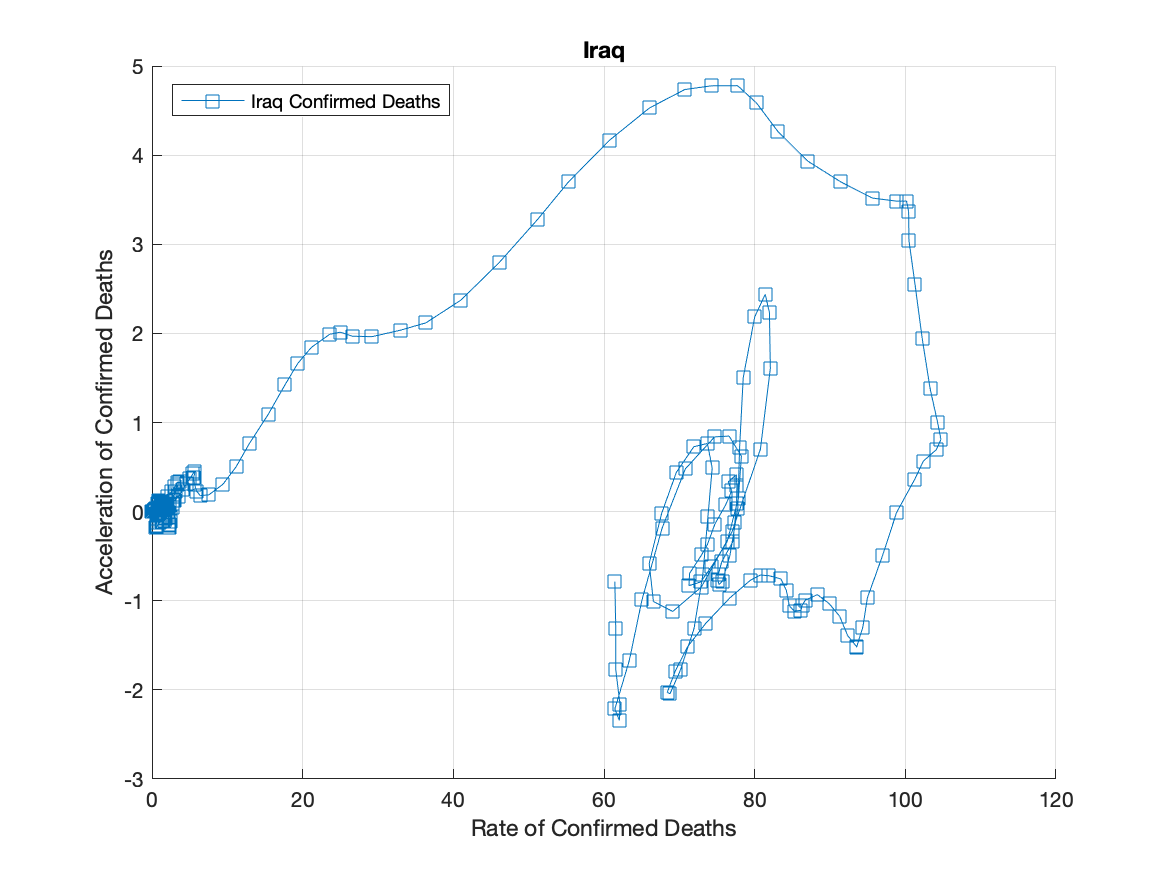 Iraq
Iraq Confirmed Deaths
Acceleration of Confirmed Deaths
5
4
3
2
1
0
-1
-2
-3
0 20 40 60 80 100 120
Rate of Confirmed Deaths